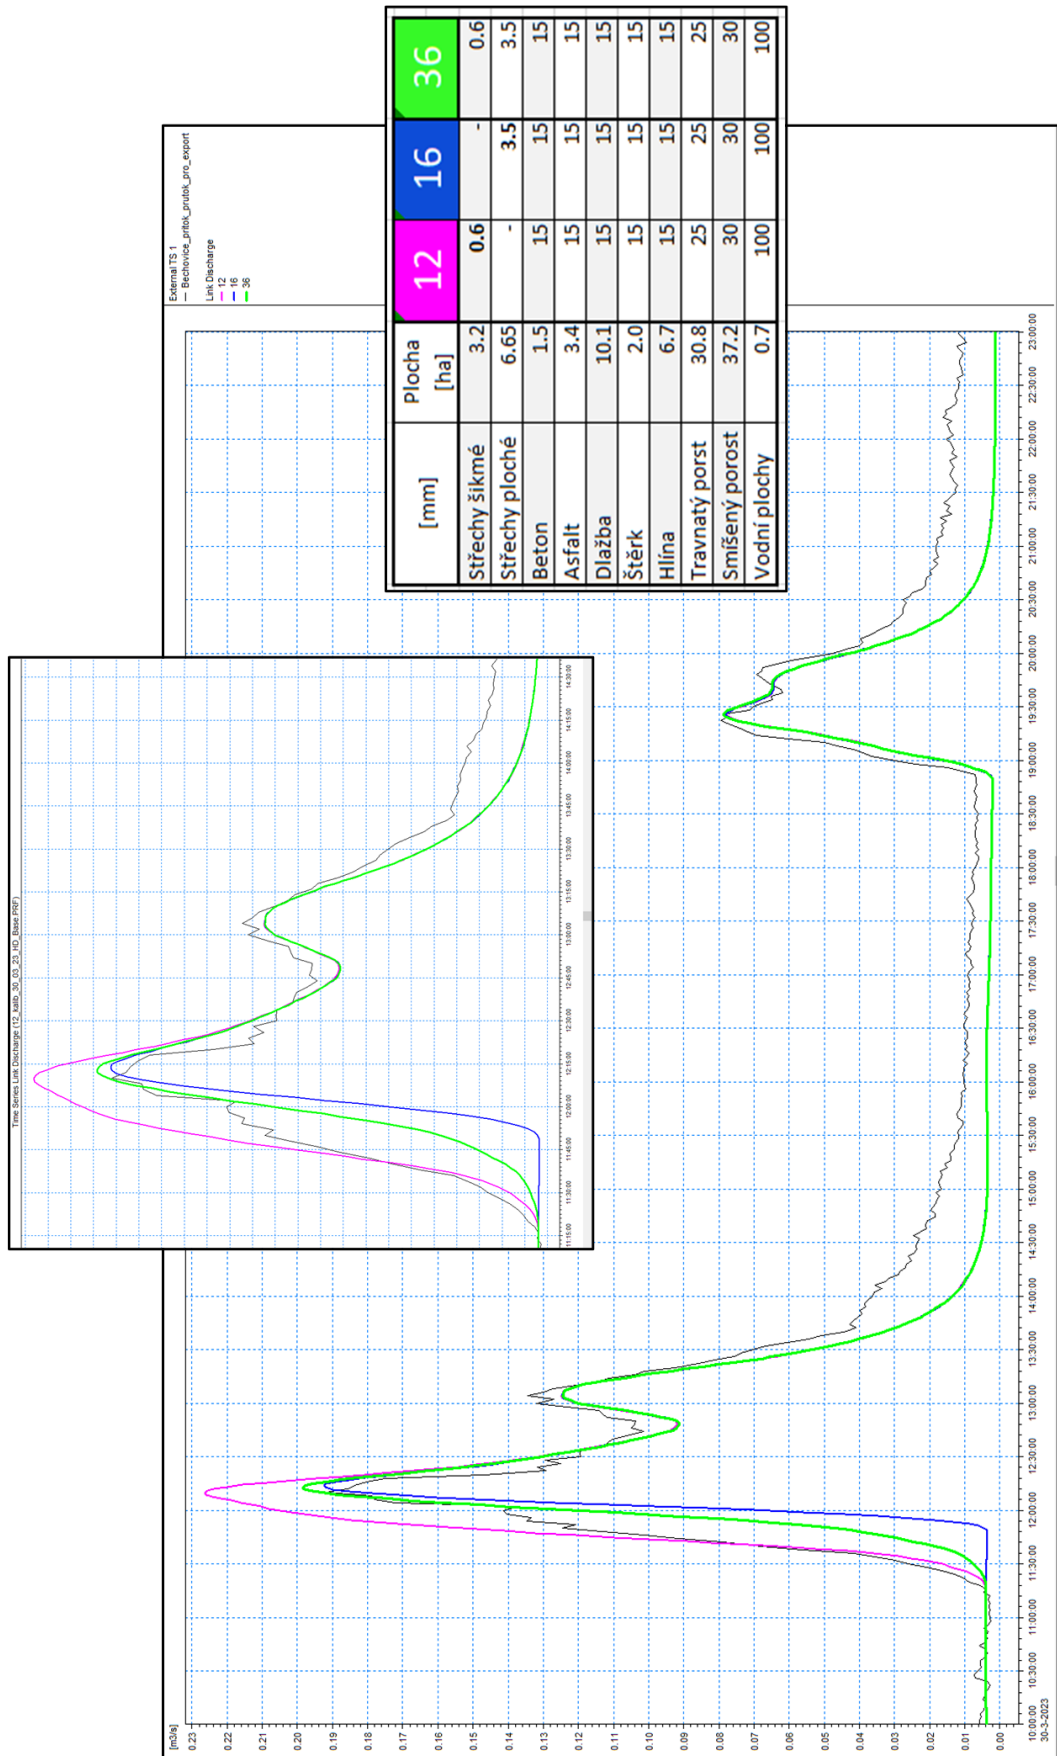 Time Series Link Discharge (12_kalib_30_03_23_HD_Base.PRF)
11:15:00 11:30:00 11:45:00 12:00:00 12:15:00 12:30:00 12:45:00 13:00:00 13:15:00 13:30:00 13:45:00 14:00:00 14:15:00 14:30:00
[mm] Plocha [ha] 12 16 36
Střechy šikmé 3.2 0.6 - 0.6
Střechy ploché 6.65 - 3.5 3.5
Beton 1.5 15 15 15
Asfalt 3.4 15 15 15
Dlažba 10.1 15 15 15
Štěrk 2.0 15 15 15
Hlína 6.7 15 15 15
Travnatý porst 30.8 25 25 25
Smíšený porost 37.2 30 30 30
Vodní plochy 0.7 100 100 100
External TS 1
Bechovice_pritok_prutok_pro_export
Link Discharge
12
16
36
[m3/s]
0.23
0.22
0.21
0.20
0.19
0.18
0.17
0.16
0.15
0.14
0.13
0.12
0.11
0.10
0.09
0.08
0.07
0.06
0.05
0.04
0.03
0.02
0.01
0.00
10:00:00 10:30:00 11:00:00 11:30:00 12:00:00 12:30:00 13:00:00 13:30:00 14:00:00 14:30:00 15:00:00 15:30:00 16:00:00 16:30:00 17:00:00 17:30:00 18:00:00 18:30:00 19:00:00 19:30:00 20:00:00 20:30:00 21:00:00 21:30:00 22:00:00 22:30:00 23:00:00
30-3-2023